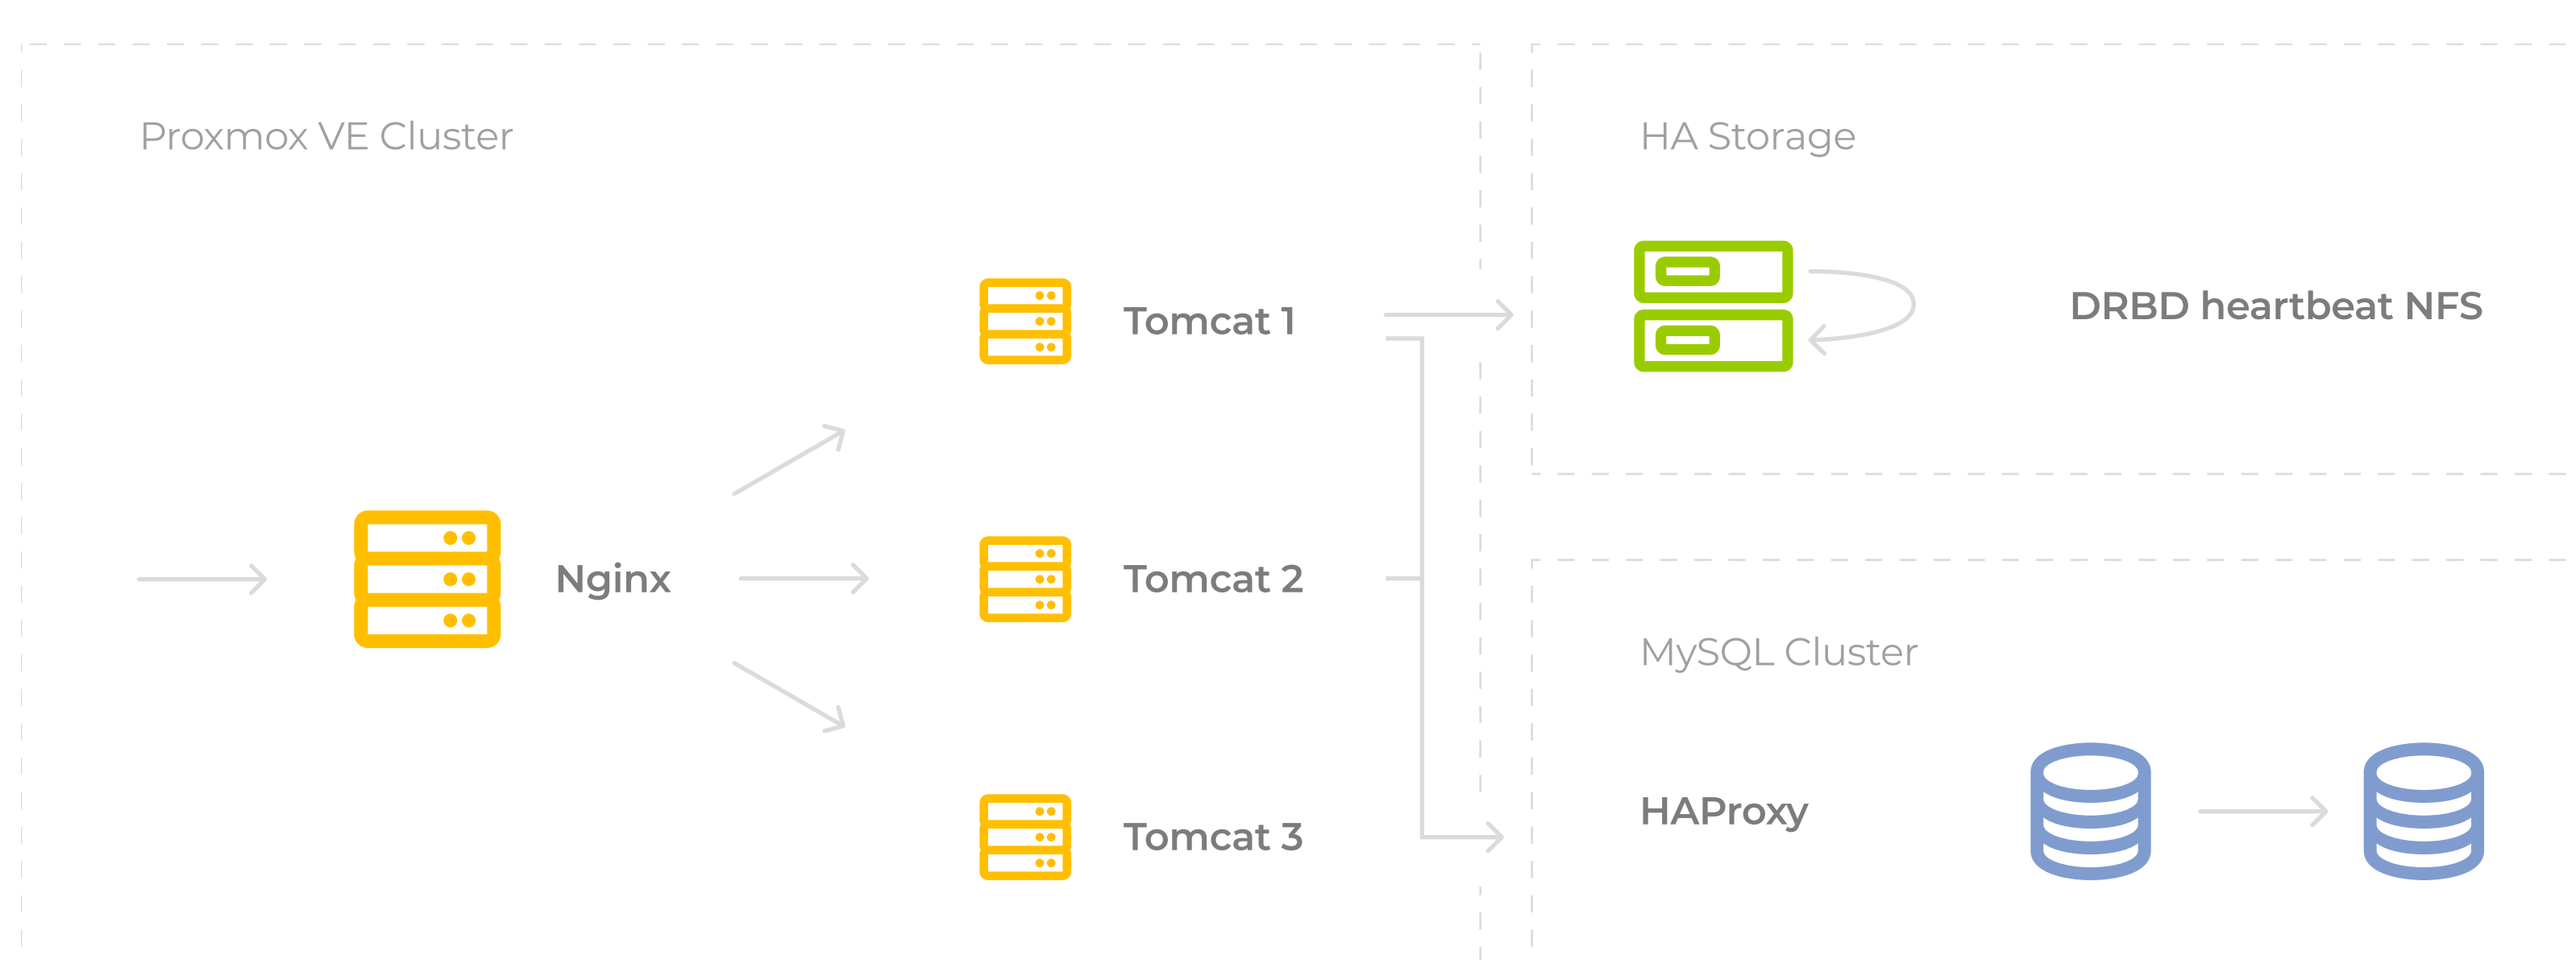 Proxmox VE Cluster
HA Storage
Tomcat 1
DRBD heartbeat NFS
Nginx
Tomcat 2
MySQL Cluster
HAProxy
Tomcat 3